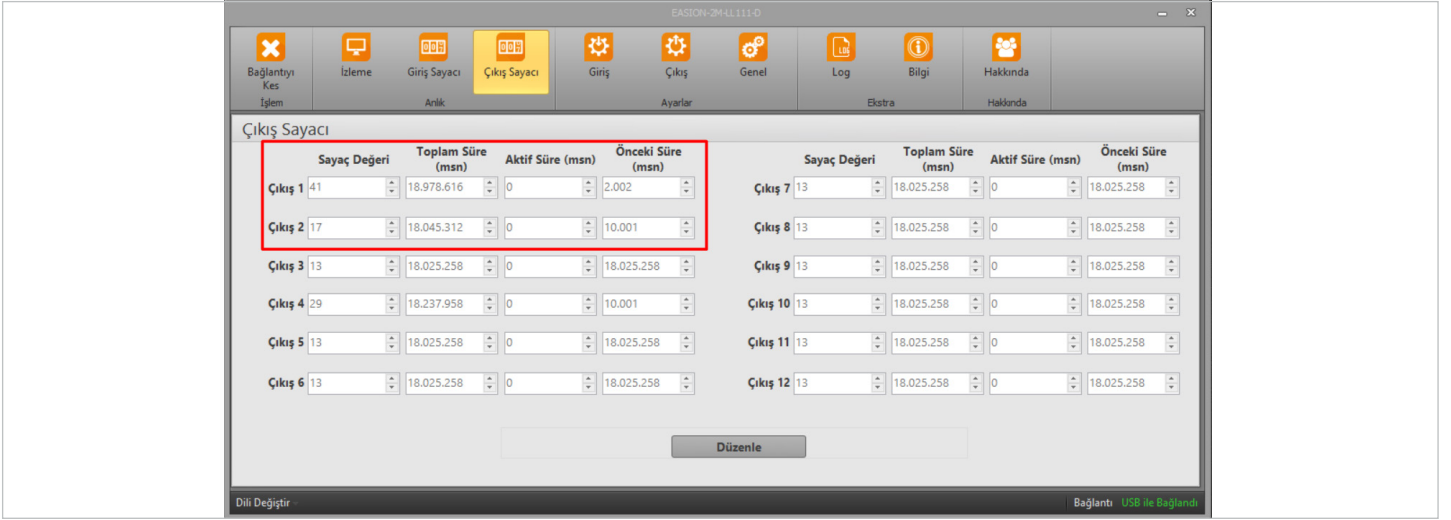 EASION-2M-LL111-D
Bağlantıyı Kes
İzleme
Giriş Sayacı
Çıkış Sayacı
Giriş
Çıkış
Genel
Log
Bilgi
Hakkında
İşlem
Anlık
Ayarlar
Ekstra
Hakkında
Çıkış Sayacı
Sayaç Değeri Toplam Süre (msn) Aktif Süre (msn) Önceki Süre (msn)
Çıkış 1 41 18.978.616 0 2.002
Çıkış 2 17 18.045.312 0 10.001
Çıkış 3 13 18.025.258 0 18.025.258
Çıkış 4 29 18.237.958 0 10.001
Çıkış 5 13 18.025.258 0 18.025.258
Çıkış 6 13 18.025.258 0 18.025.258
Sayaç Değeri Toplam Süre (msn) Aktif Süre (msn) Önceki Süre (msn)
Çıkış 7 13 18.025.258 0 18.025.258
Çıkış 8 13 18.025.258 0 18.025.258
Çıkış 9 13 18.025.258 0 18.025.258
Çıkış 10 13 18.025.258 0 18.025.258
Çıkış 11 13 18.025.258 0 18.025.258
Çıkış 12 13 18.025.258 0 18.025.258
Düzenle
Dili Değiştir
Bağlantı USB ile Bağlandı